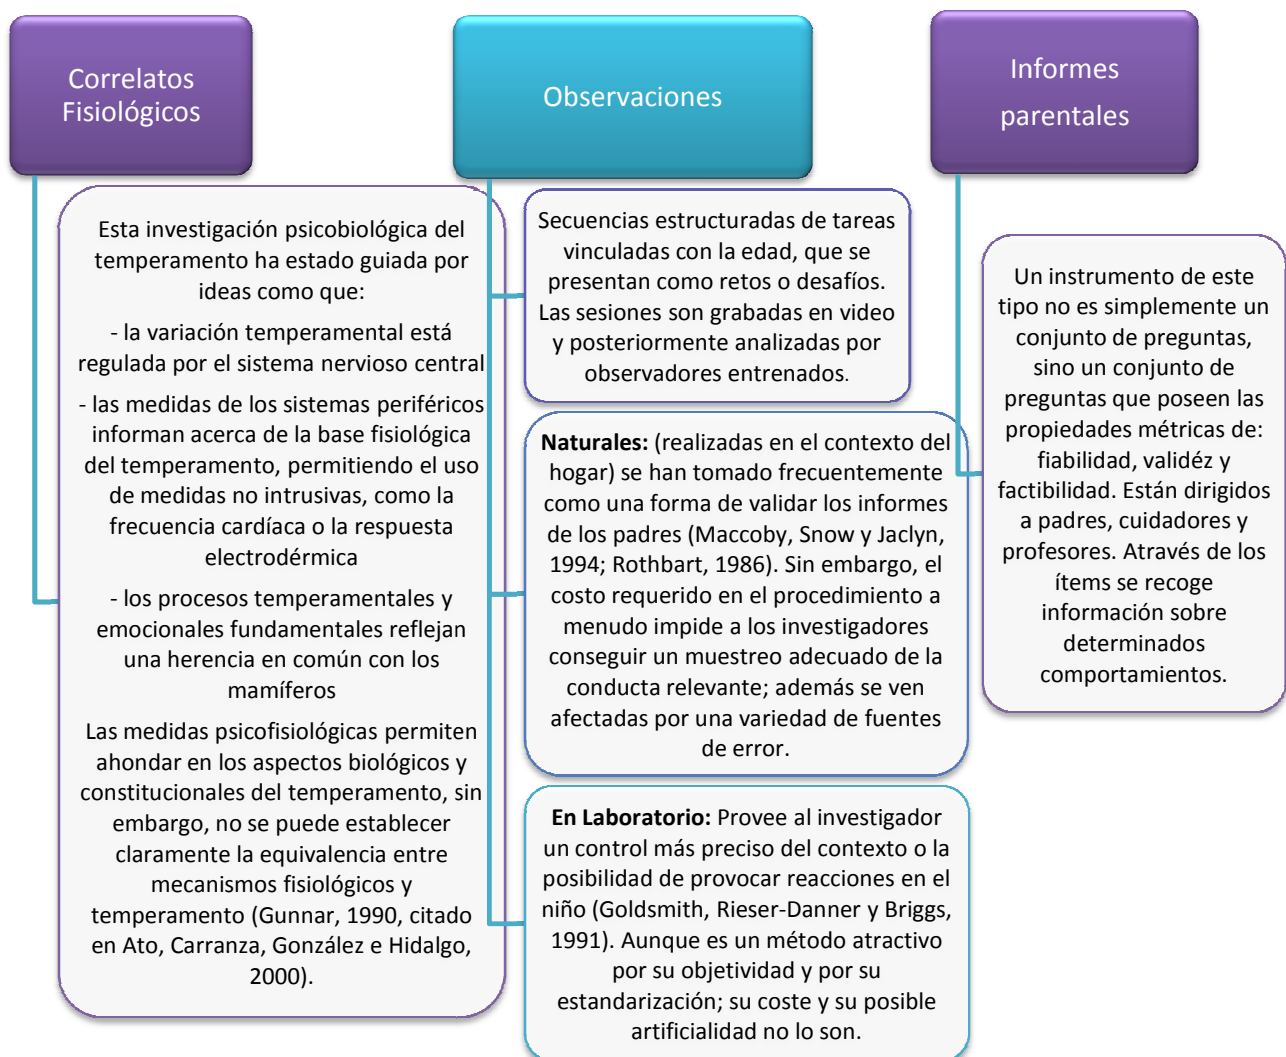 Correlatos
Fisiológicos
Esta investigación psicobiológica del
temperamento ha estado guiada por
ideas como que:
- la variación temperamental está
regulada por el sistema nervioso central
- las medidas de los sistemas periféricos
informan acerca de la base fisiológica
del temperamento, permitiendo el uso
de medidas no intrusivas, como la
frecuencia cardíaca o la respuesta
electrodérmica
- los procesos temperamentales y
emocionales fundamentales reflejan
una herencia en común con los
mamíferos
Las medidas psicofisiológicas permiten
ahondar en los aspectos biológicos y
constitucionales del temperamento, sin
embargo, no se puede establecer
claramente la equivalencia entre
mecanismos fisiológicos y
temperamento (Gunnar, 1990, citado
en Ato, Carranza, González e Hidalgo,
2000).
Observaciones
Secuencias estructuradas de tareas
vinculadas con la edad, que se
presentan como retos o desafíos.
Las sesiones son grabadas en video
y posteriormente analizadas por
observadores entrenados.
Naturales: (realizadas en el contexto del
hogar) se han tomado frecuentemente
como una forma de validar los informes
de los padres (Maccoby, Snow y Jaclyn,
1994; Rothbart, 1986). Sin embargo, el
costo requerido en el procedimiento a
menudo impide a los investigadores
conseguir un muestreo adecuado de la
conducta relevante; además se ven
afectadas por una variedad de fuentes
de error.
En Laboratorio: Provee al investigador
un control más preciso del contexto o la
posibilidad de provocar reacciones en el
niño (Goldsmith, Rieser-Danner y Briggs,
1991). Aunque es un método atractivo
por su objetividad y por su
estandarización; su coste y su posible
artificialidad no lo son.
Informes
parentales
Un instrumento de este
tipo no es simplemente un
conjunto de preguntas,
sino un conjunto de
preguntas que poseen las
propiedades métricas de:
fiabilidad, validéz y
factibilidad. Están dirigidos
a padres, cuidadores y
profesores. Através de los
ítems se recoge
información sobre
determinados
comportamientos.